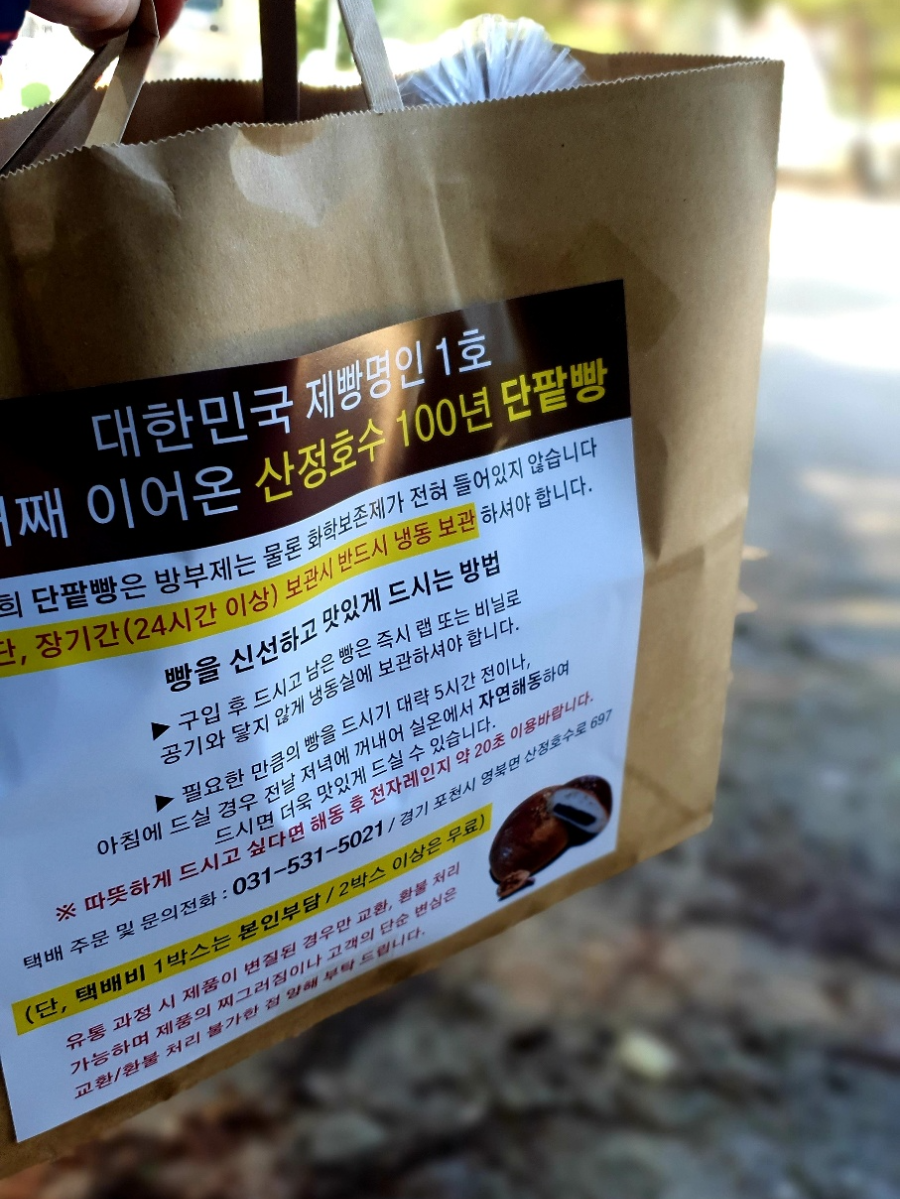 대한민국 제빵명인 1호
째 이어온 산정호수 100년 단팥빵
희 단팥빵은 방부제는 물론 화학보존제가 전혀 들어있지 않습니다
단, 장기간(24시간 이상) 보관시 반드시 냉동 보관 하셔야 합니다.
빵을 신선하고 맛있게 드시는 방법
▶ 구입 후 드시고 남은 빵은 즉시 랩 또는 비닐로
공기와 닿지 않게 냉동실에 보관하셔야 합니다.
▶ 필요한 만큼의 빵을 드시기 대략 5시간 전이나,
아침에 드실 경우 전날 저녁에 꺼내어 실온에서 자연해동하여
드시면 더욱 맛있게 드실 수 있습니다.
※ 따뜻하게 드시고 싶다면 해동 후 전자레인지 약 20초 이용바랍니다.
택배 주문 및 문의전화 : 031-531-5021 / 경기 포천시 영북면 산정호수로 697
(단, 택배비 1박스는 본인부담 / 2박스 이상은 무료)
유통 과정 시 제품이 변질된 경우만 교환, 환불 처리
가능하며 제품의 찌그러짐이나 고객의 단순 변심은
교환/환불 처리 불가한 점 양해 부탁 드립니다.